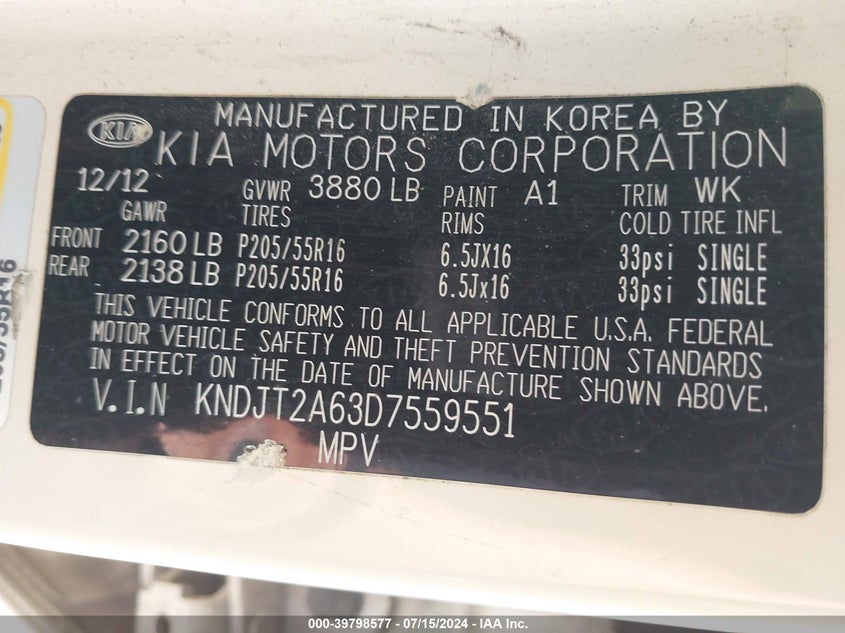 MANUFACTURED IN KOREA BY
KIA KIA MOTORS CORPORATION
12/12 GVWR 3880 LB PAINT A1 TRIM WK
GAWR TIRES RIMS COLD TIRE INFL
FRONT 2160 LB P205/55R16 6.5JX16 33psi SINGLE
REAR 2138 LB P205/55R16 6.5Jx16 33psi SINGLE
THIS VEHICLE CONFORMS TO ALL APPLICABLE U.S.A. FEDERAL
MOTOR VEHICLE SAFETY AND THEFT PREVENTION STANDARDS
IN EFFECT ON THE DATE OF MANUFACTURE SHOWN ABOVE.
V.I.N KNDJT2A63D7559551
MPV
/55R16
000-39798577 - 07/15/2024 - IAA Inc.